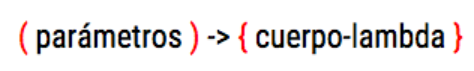 ( parámetros ) -> { cuerpo-lambda }